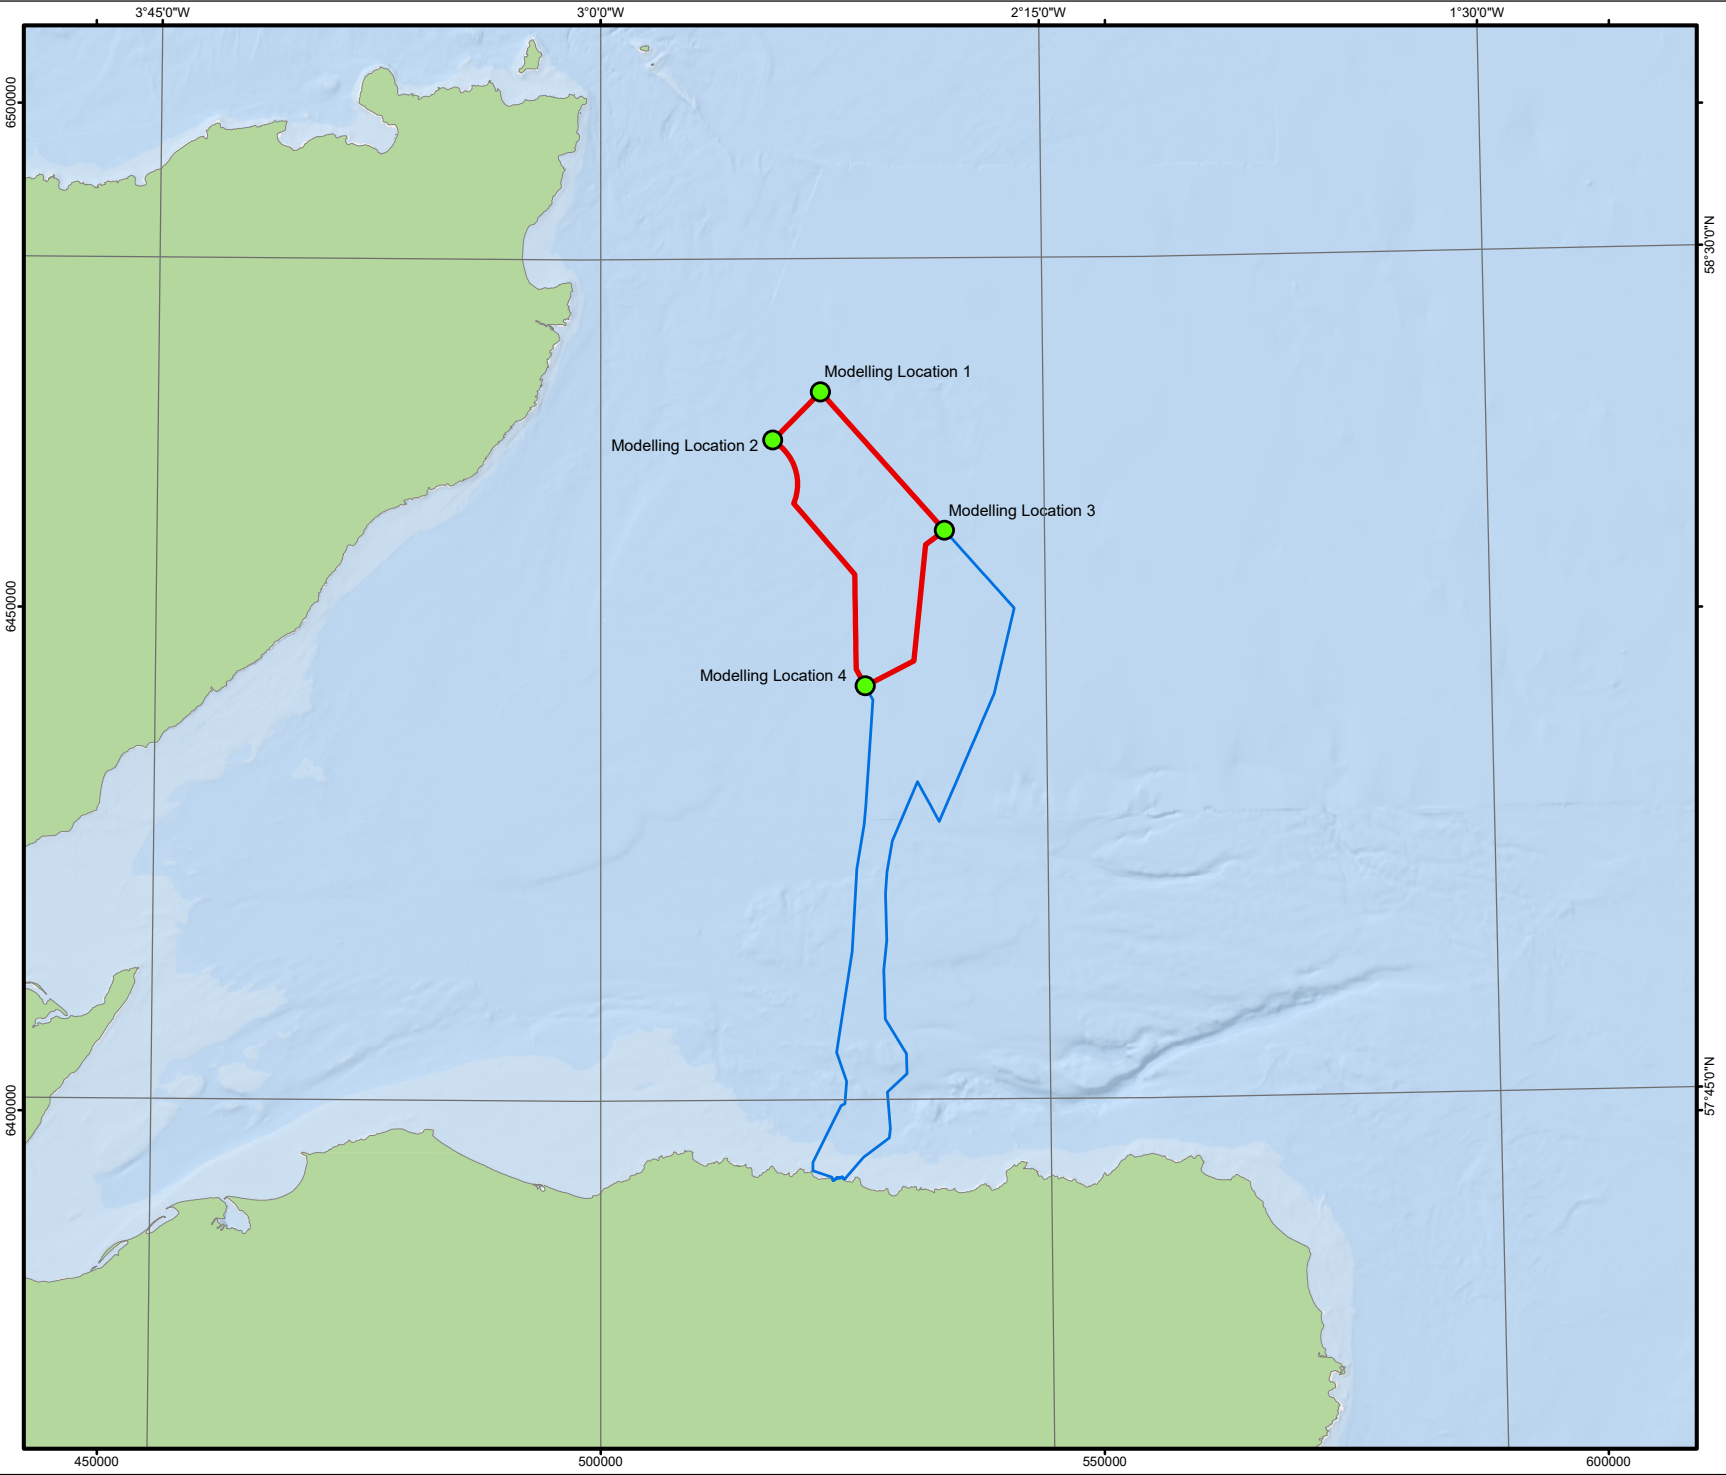 3°45'0"W
3°0'0"W
2°15'0"W
1°30'0"W
6500000
58°30'0"N
Modelling Location 1
Modelling Location 2
Modelling Location 3
6450000
Modelling Location 4
57°45'0"N
6400000
450000
500000
550000
600000